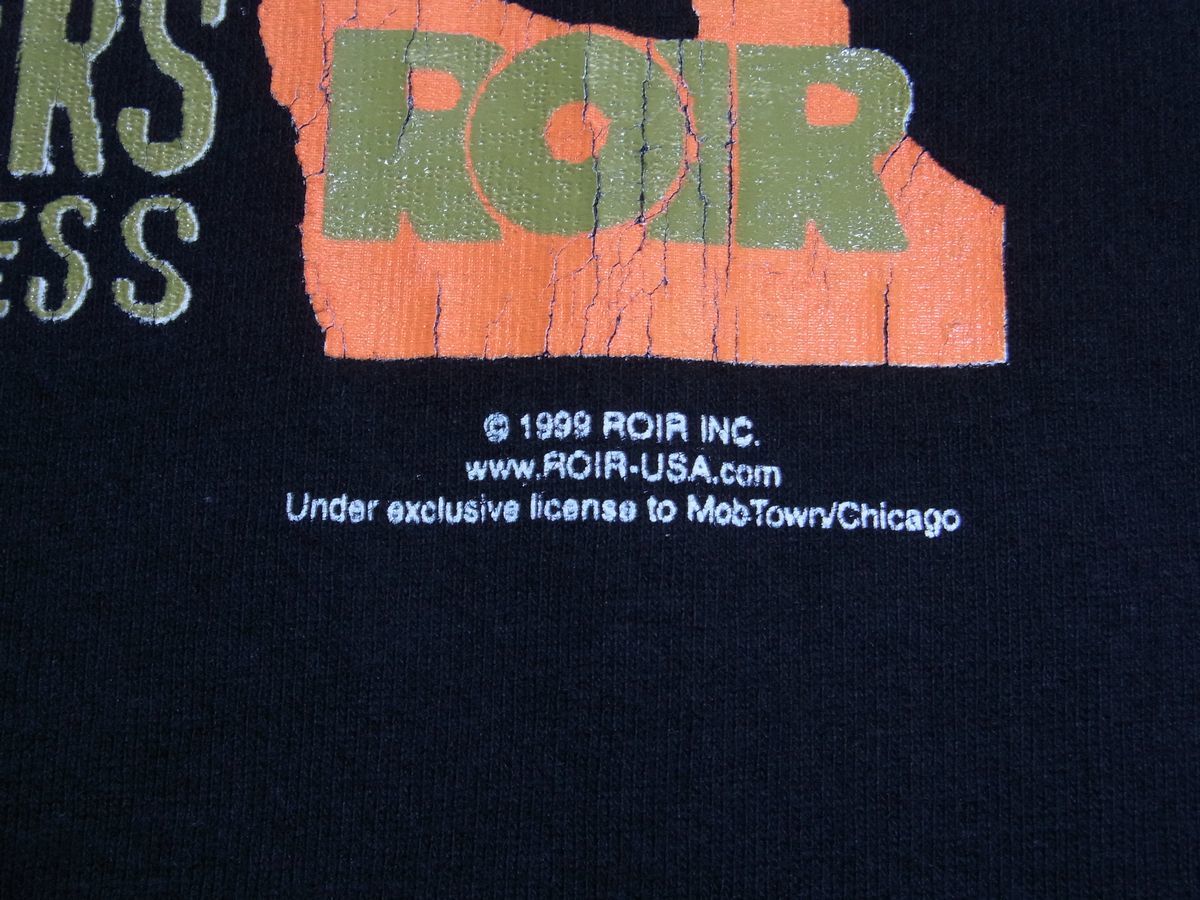 RS
ESS
ROIR
© 1999 ROIR INC.
www.ROIR-USA.com
Under exclusive license to MobTown/Chicago